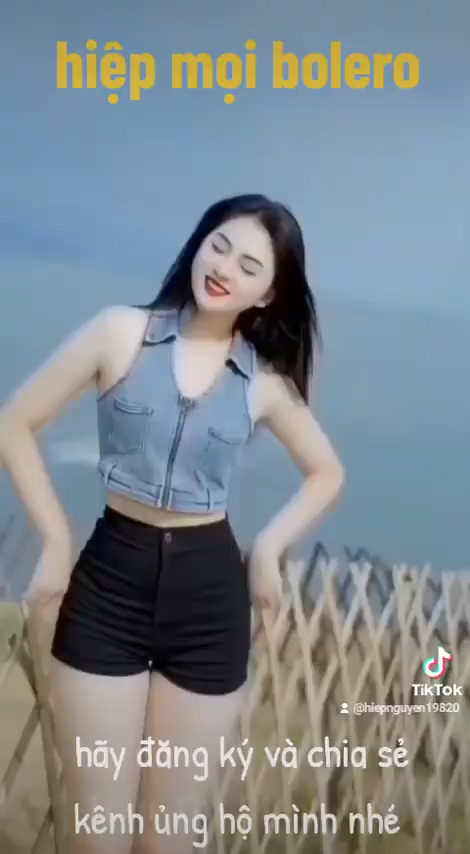 hiệp mọi bolero
TikTok
@hiepnguyen19820
hãy đăng ký và chia sẻ
kênh ủng hộ mình nhé